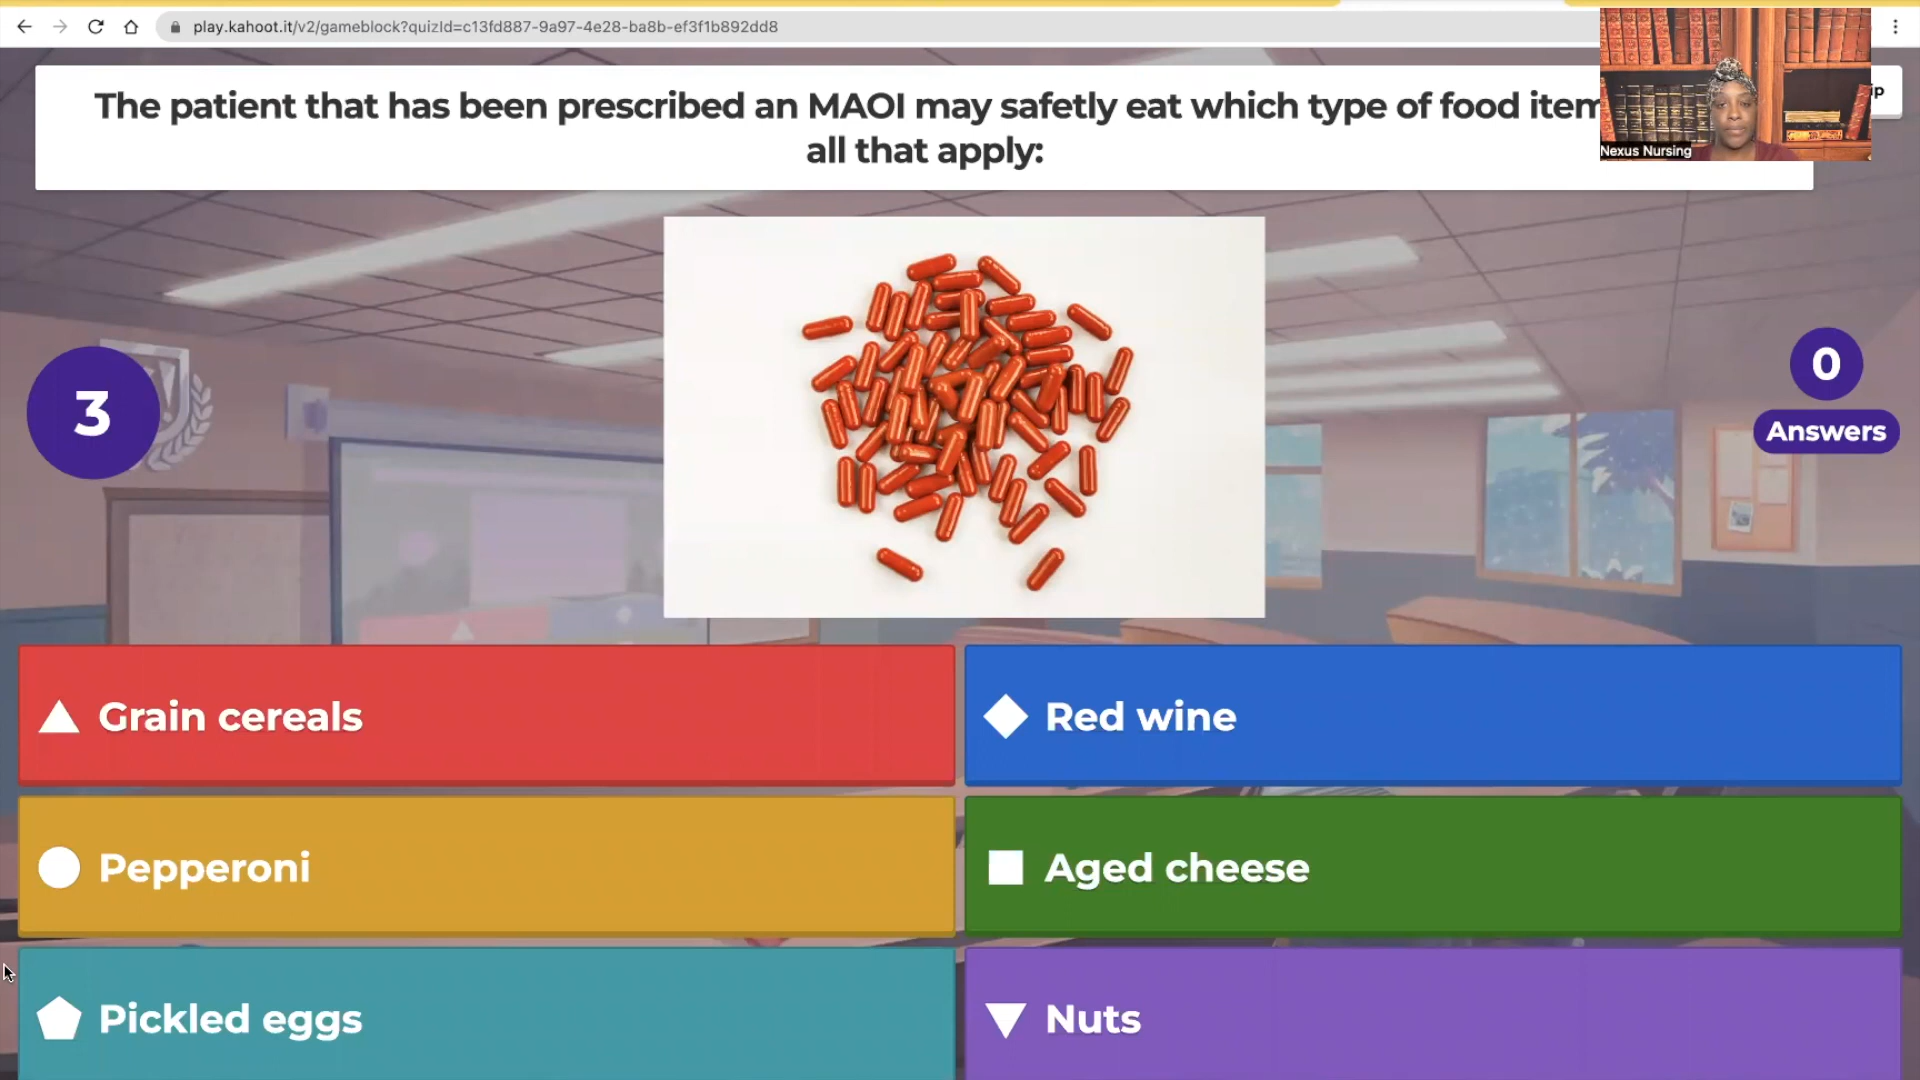 play.kahoot.it/v2/gameblock?quizId=c13fd887-9a97-4e28-ba8b-ef3f1b892dd8
The patient that has been prescribed an MAOI may safetly eat which type of food item
all that apply:
Nexus Nursing
3
0
Answers
Grain cereals
Red wine
Pepperoni
Aged cheese
Pickled eggs
Nuts